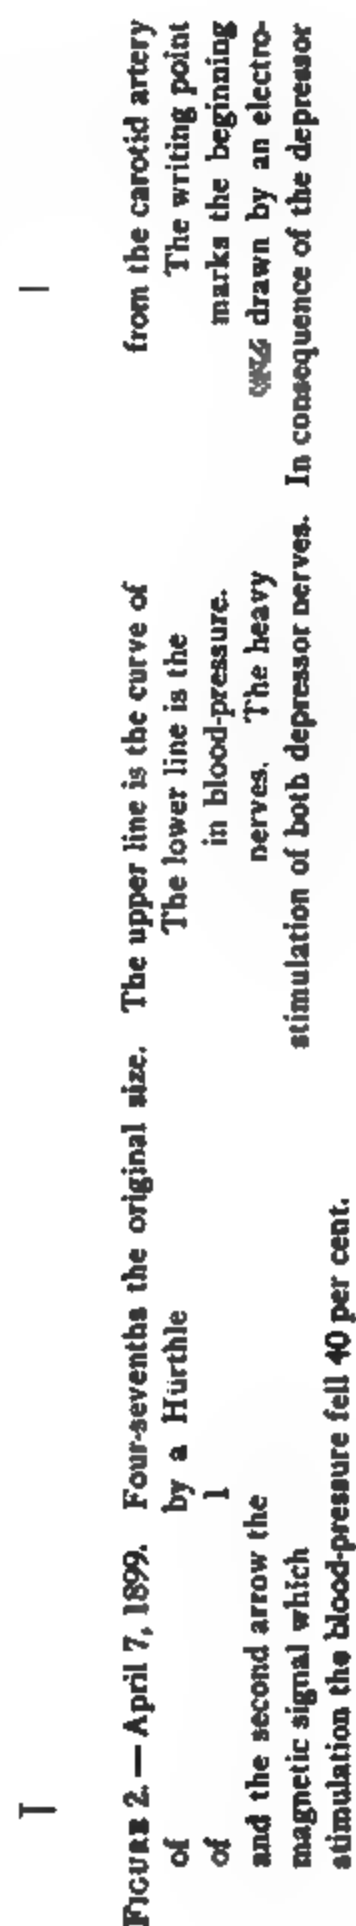 FIGURE 2. — April 7, 1899. Four-sevenths the original size. The upper line is the curve of from the carotid artery
of by a Hürthle The lower line is the The writing point
of in blood-pressure. marks the beginning
and the second arrow the nerves. The heavy drawn by an electro-
magnetic signal which stimulation of both depressor nerves. In consequence of the depressor
stimulation the blood-pressure fell 40 per cent.